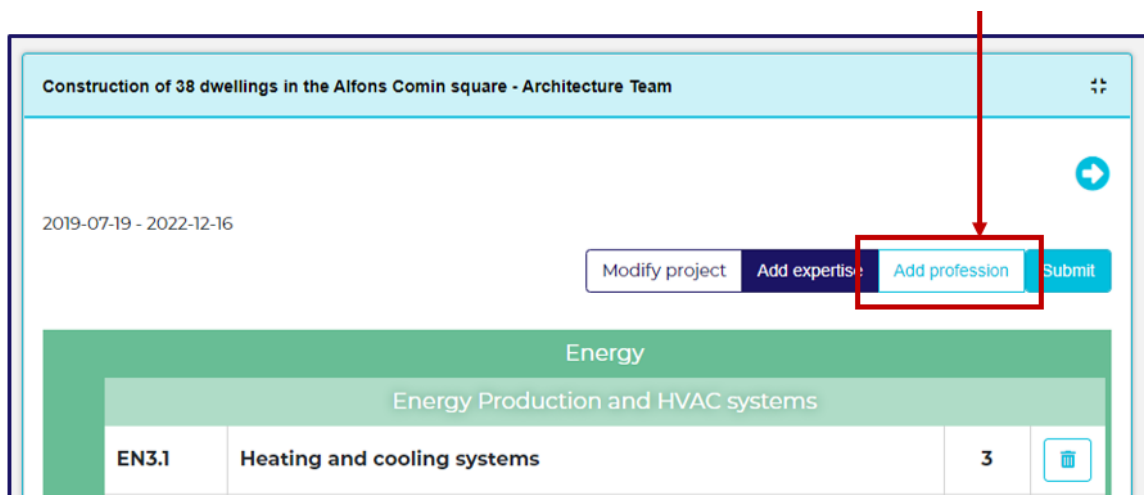 Construction of 38 dwellings in the Alfons Comin square - Architecture Team
2019-07-19 - 2022-12-16
Modify project Add expertise Add profession Submit
Energy
Energy Production and HVAC systems
EN3.1 Heating and cooling systems 3